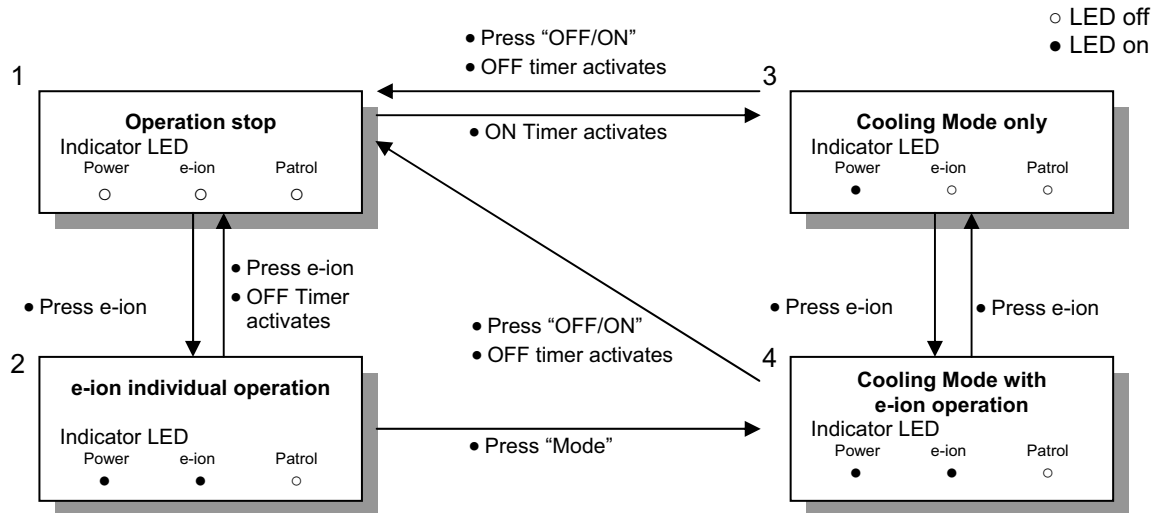 ○ LED off
● LED on
● Press “OFF/ON”
● OFF timer activates
● ON Timer activates
1
Operation stop
Indicator LED
Power e-ion Patrol
○ ○ ○
3
Cooling Mode only
Indicator LED
Power e-ion Patrol
● ○ ○
● Press e-ion
● Press e-ion
● OFF Timer
activates
● Press “OFF/ON”
● OFF timer activates
● Press e-ion
● Press e-ion
2
e-ion individual operation
Indicator LED
Power e-ion Patrol
● ● ○
● Press “Mode”
4
Cooling Mode with
e-ion operation
Indicator LED
Power e-ion Patrol
● ● ○